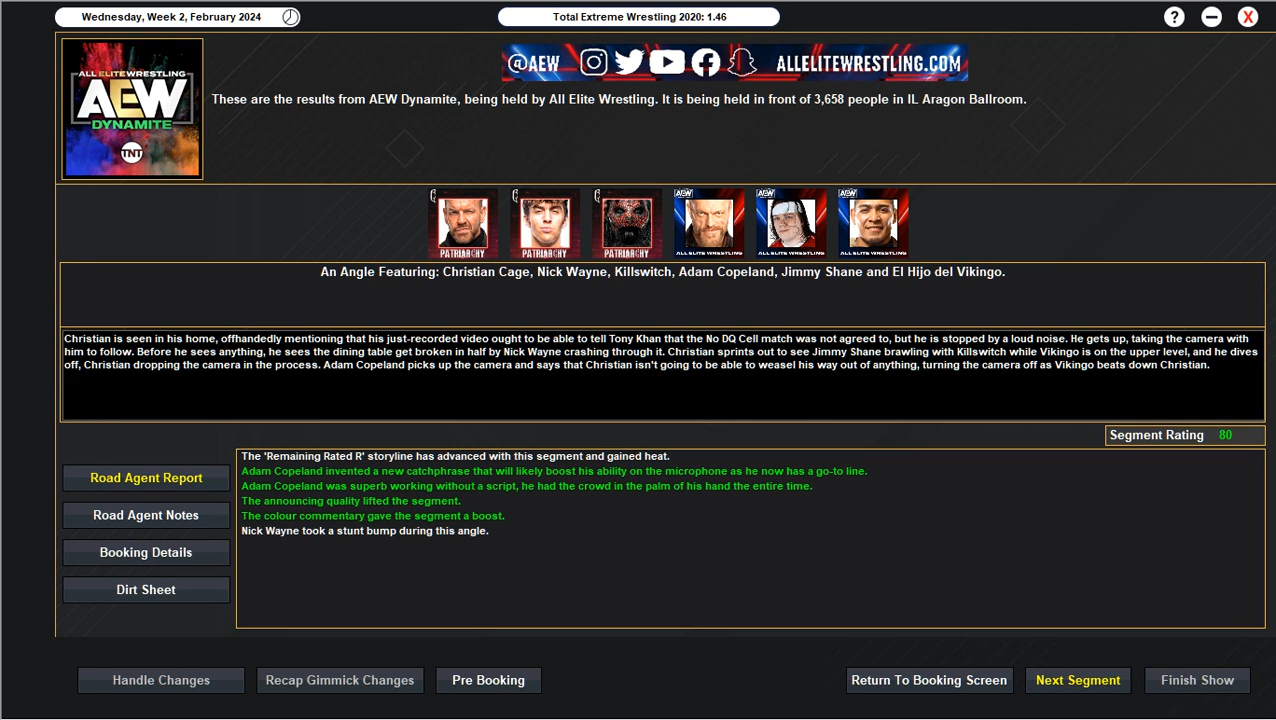 Wednesday, Week 2, February 2024
Total Extreme Wrestling 2020: 1.46
?
X
ALL ELITE WRESTLING
AEW
DYNAMITE
TNT
@AEW
ALLELITEWRESTLING.COM
These are the results from AEW Dynamite, being held by All Elite Wrestling. It is being held in front of 3,658 people in IL Aragon Ballroom.
PATRIARCHY
PATRIARCHY
PATRIARCHY
AEW
ALL ELITE WRESTLING
AEW
ALL ELITE WRESTLING
AEW
ALL ELITE WRESTLING
An Angle Featuring: Christian Cage, Nick Wayne, Killswitch, Adam Copeland, Jimmy Shane and El Hijo del Vikingo.
Christian is seen in his home, offhandedly mentioning that his just-recorded video ought to be able to tell Tony Khan that the No DQ Cell match was not agreed to, but he is stopped by a loud noise. He gets up, taking the camera with
him to follow. Before he sees anything, he sees the dining table get broken in half by Nick Wayne crashing through it. Christian sprints out to see Jimmy Shane brawling with Killswitch while Vikingo is on the upper level, and he dives
off, Christian dropping the camera in the process. Adam Copeland picks up the camera and says that Christian isn't going to be able to weasel his way out of anything, turning the camera off as Vikingo beats down Christian.
Segment Rating 80
Road Agent Report
Road Agent Notes
Booking Details
Dirt Sheet
The 'Remaining Rated R' storyline has advanced with this segment and gained heat.
Adam Copeland invented a new catchphrase that will likely boost his ability on the microphone as he now has a go-to line.
Adam Copeland was superb working without a script, he had the crowd in the palm of his hand the entire time.
The announcing quality lifted the segment.
The colour commentary gave the segment a boost.
Nick Wayne took a stunt bump during this angle.
Handle Changes
Recap Gimmick Changes
Pre Booking
Return To Booking Screen
Next Segment
Finish Show